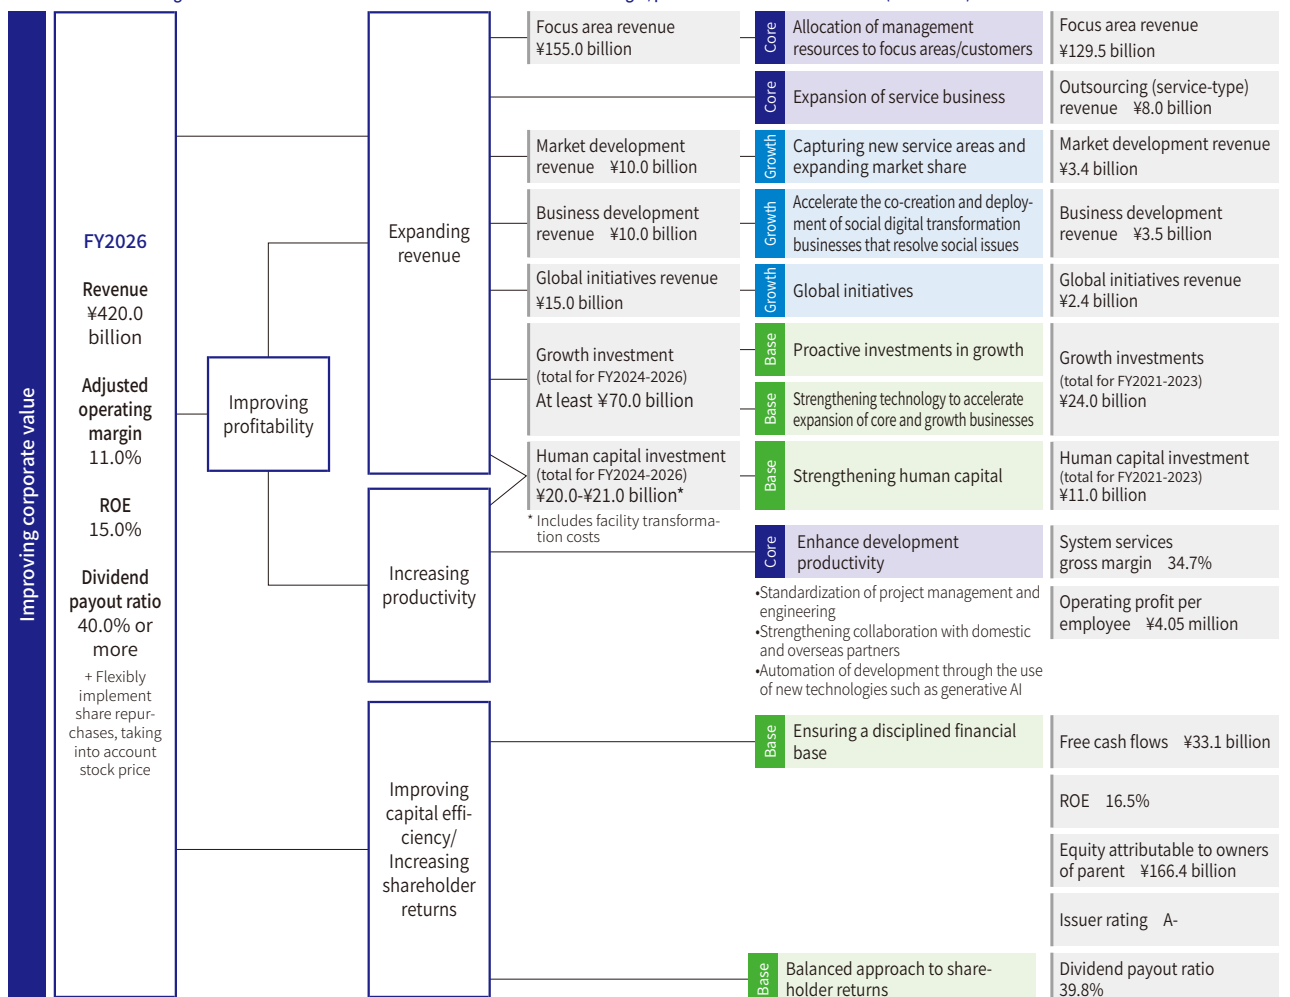 Improving corporate value
FY2026
Revenue
¥420.0
billion
Adjusted
operating
margin
11.0%
ROE
15.0%
Dividend
payout ratio
40.0% or
more
+ Flexibly
implement
share repur-
chases, taking
into account
stock price
Improving
profitability
Expanding
revenue
Increasing
productivity
Improving
capital effi-
ciency/
Increasing
shareholder
returns
Focus area revenue
¥155.0 billion
Market development
revenue ¥10.0 billion
Business development
revenue ¥10.0 billion
Global initiatives revenue
¥15.0 billion
Growth investment
(total for FY2024-2026)
At least ¥70.0 billion
Human capital investment
(total for FY2024-2026)
¥20.0-¥21.0 billion*
* Includes facility transforma-
tion costs
Core
Allocation of management
resources to focus areas/customers
Core
Expansion of service business
Growth
Capturing new service areas and
expanding market share
Growth
Accelerate the co-creation and deploy-
ment of social digital transformation
businesses that resolve social issues
Growth
Global initiatives
Base
Proactive investments in growth
Base
Strengthening technology to accelerate
expansion of core and growth businesses
Base
Strengthening human capital
Core
Enhance development
productivity
•Standardization of project management and
engineering
•Strengthening collaboration with domestic
and overseas partners
•Automation of development through the use
of new technologies such as generative AI
Base
Ensuring a disciplined financial
base
Base
Balanced approach to share-
holder returns
Focus area revenue
¥129.5 billion
Outsourcing (service-type)
revenue ¥8.0 billion
Market development revenue
¥3.4 billion
Business development
revenue ¥3.5 billion
Global initiatives revenue
¥2.4 billion
Growth investments
(total for FY2021-2023)
¥24.0 billion
Human capital investment
(total for FY2021-2023)
¥11.0 billion
System services
gross margin 34.7%
Operating profit per
employee ¥4.05 million
Free cash flows ¥33.1 billion
ROE 16.5%
Equity attributable to owners
of parent ¥166.4 billion
Issuer rating A-
Dividend payout ratio
39.8%